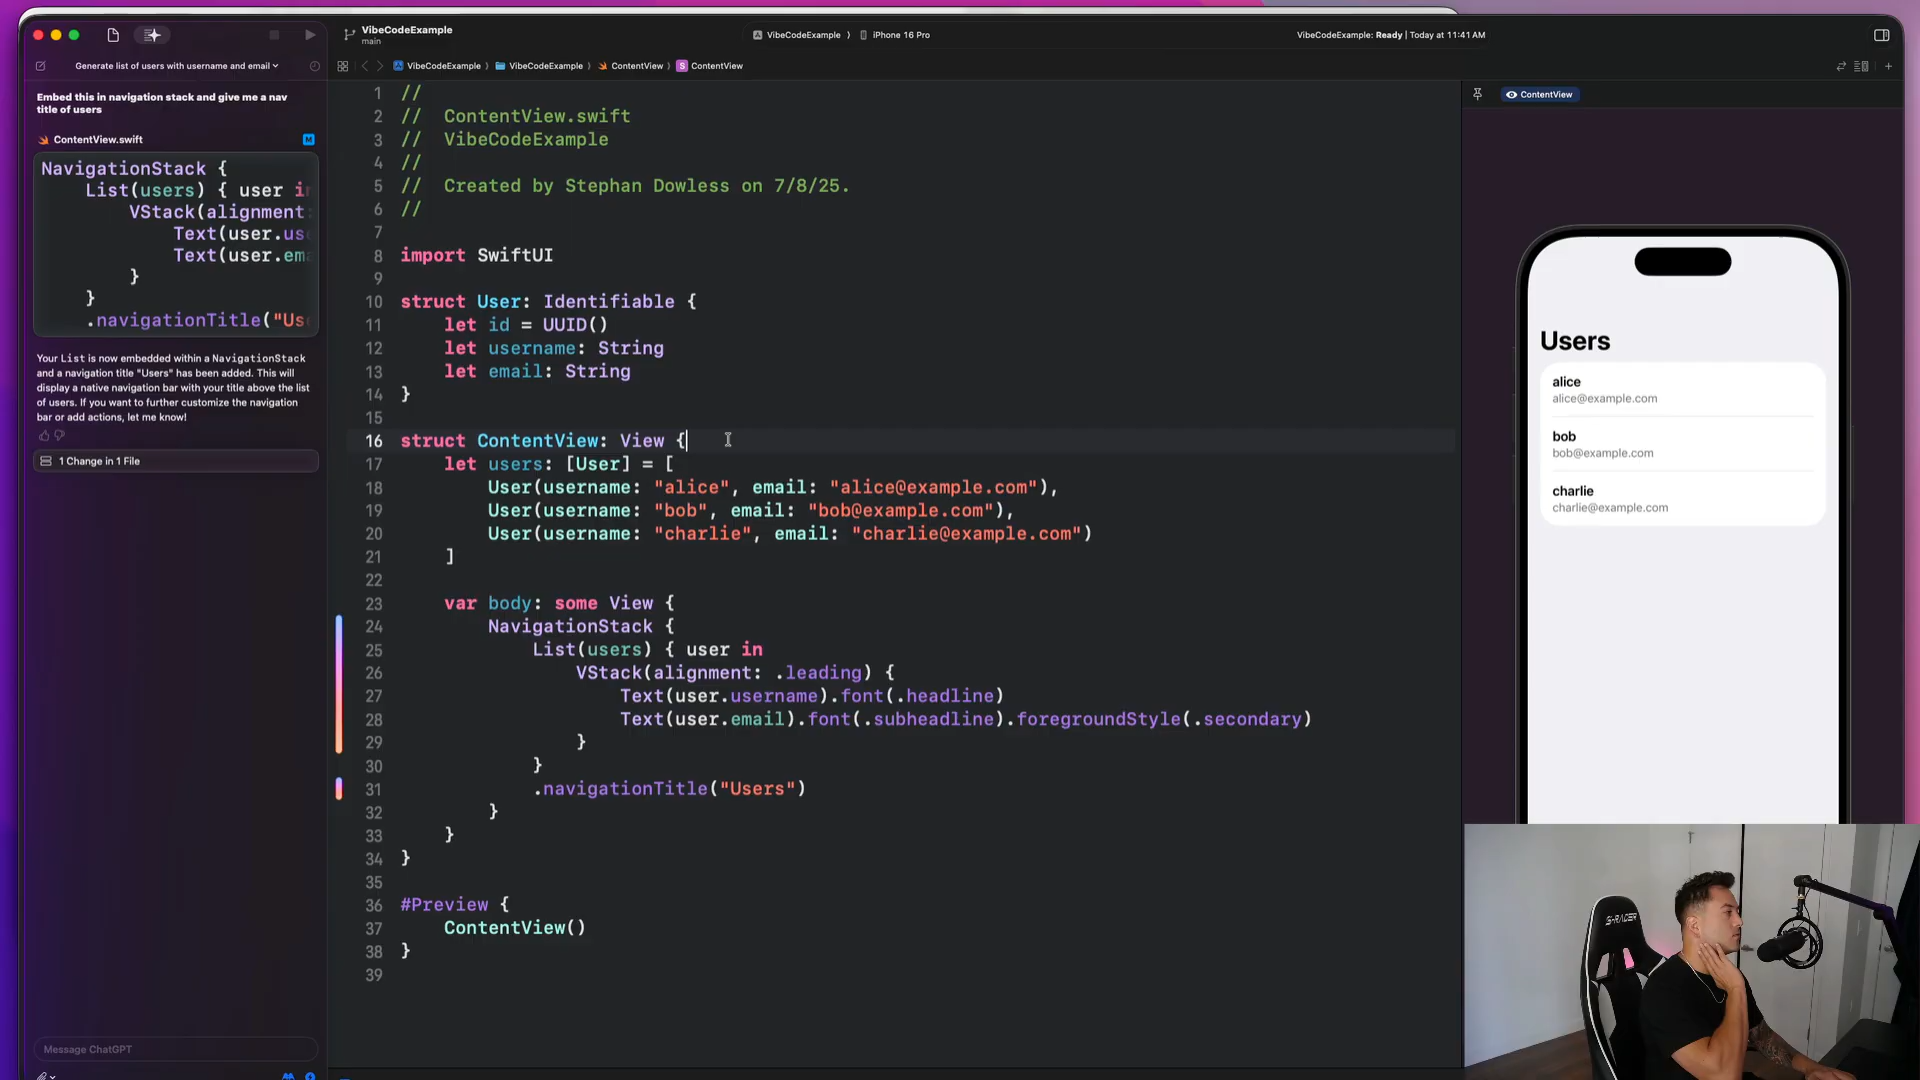 VibeCodeExample
main
VibeCodeExample
iPhone 16 Pro
VibeCodeExample: Ready | Today at 11:41 AM
Generate list of users with username and email
VibeCodeExample
VibeCodeExample
ContentView
ContentView
Embed this in navigation stack and give me a nav
title of users
ContentView.swift
M
NavigationStack {
List(users) { user in
VStack(alignment:
Text(user.us
Text(user.em
}
}
.navigationTitle("Us
Your List is now embedded within a NavigationStack
and a navigation title "Users" has been added. This will
display a native navigation bar with your title above the list
of users. If you want to further customize the navigation
bar or add actions, let me know!
1 Change in 1 File
Message ChatGPT
1 //
2 // ContentView.swift
3 // VibeCodeExample
4 //
5 // Created by Stephan Dowless on 7/8/25.
6 //
7
8 import SwiftUI
9
10 struct User: Identifiable {
11 let id = UUID()
12 let username: String
13 let email: String
14 }
15
16 struct ContentView: View {
17 let users: [User] = [
18 User(username: "alice", email: "alice@example.com"),
19 User(username: "bob", email: "bob@example.com"),
20 User(username: "charlie", email: "charlie@example.com")
21 ]
22
23 var body: some View {
24 NavigationStack {
25 List(users) { user in
26 VStack(alignment: .leading) {
27 Text(user.username).font(.headline)
28 Text(user.email).font(.subheadline).foregroundStyle(.secondary)
29 }
30 }
31 .navigationTitle("Users")
32 }
33 }
34 }
35
36 #Preview {
37 ContentView()
38 }
39
ContentView
Users
alice
alice@example.com
bob
bob@example.com
charlie
charlie@example.com